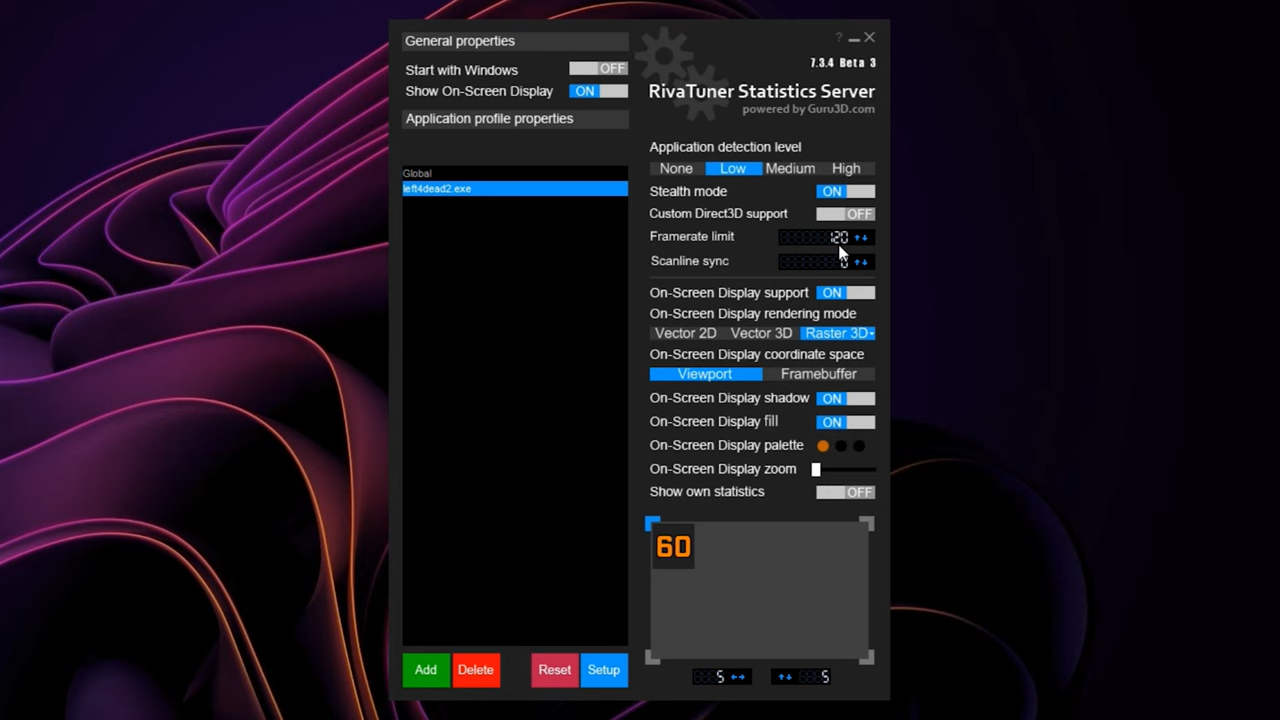 General properties
Start with Windows OFF
Show On-Screen Display ON
Application profile properties
Global
left4dead2.exe
Add Delete Reset Setup
?
7.3.4 Beta 3
RivaTuner Statistics Server
powered by Guru3D.com
Application detection level
None Low Medium High
Stealth mode ON
Custom Direct3D support OFF
Framerate limit 120
Scanline sync 0
On-Screen Display support ON
On-Screen Display rendering mode
Vector 2D Vector 3D Raster 3D
On-Screen Display coordinate space
Viewport Framebuffer
On-Screen Display shadow ON
On-Screen Display fill ON
On-Screen Display palette
On-Screen Display zoom
Show own statistics OFF
60
5 5